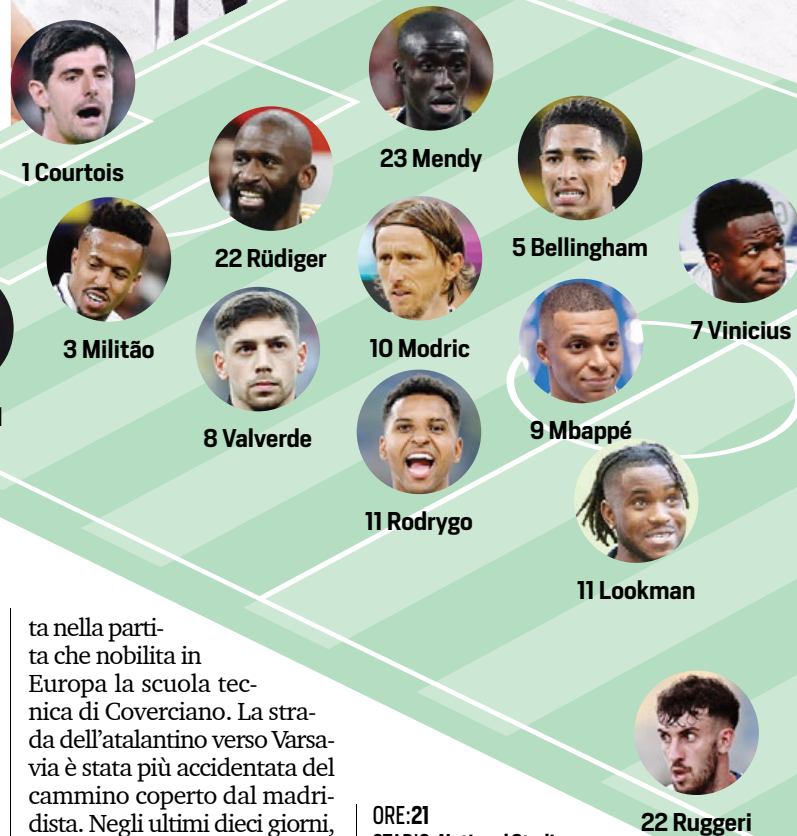 1 Courtois
23 Mendy
5 Bellingham
22 Rüdiger
7 Vinicius
3 Militão
10 Modric
8 Valverde
9 Mbappé
11 Rodrygo
11 Lookman
22 Ruggeri
ta nella parti-
ta che nobilita in
Europa la scuola tec-
nica di Coverciano. La stra-
da dell’atalantino verso Varsa-
via è stata più accidentata del
cammino coperto dal madri-
dista. Negli ultimi dieci giorni,
ORE:21